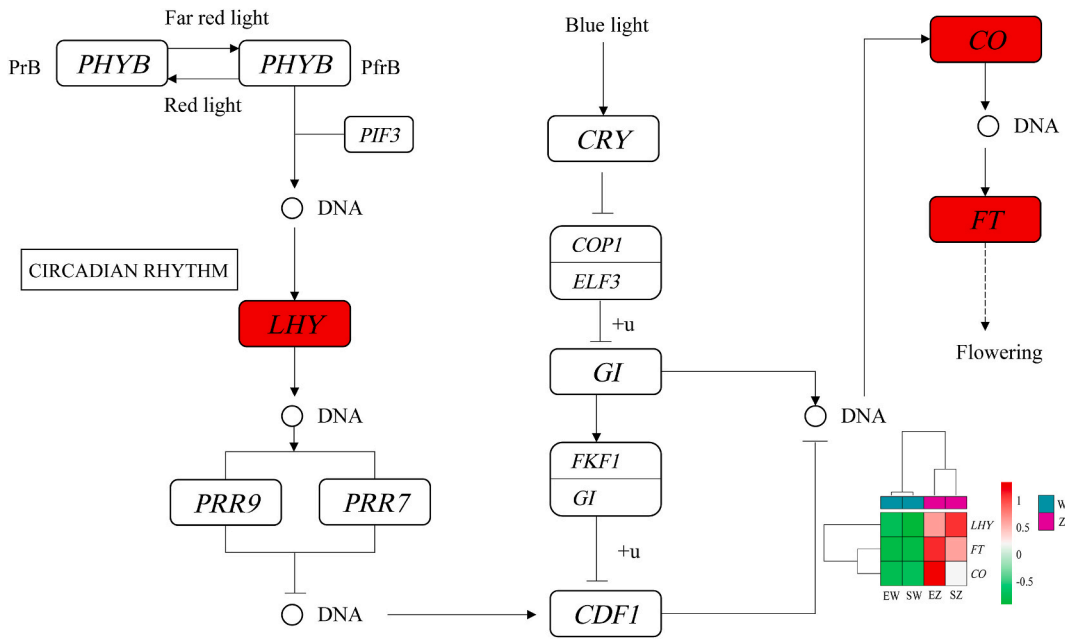 Far red light
PrB
PHYB
PHYB
PfrB
Red light
PIF3
DNA
CIRCADIAN RHYTHM
LHY
DNA
PRR9
PRR7
DNA
Blue light
CRY
COP1
ELF3
+u
GI
FKF1
GI
+u
CDF1
DNA
CO
DNA
FT
Flowering
1
0.5
0
-0.5
W
Z
LHY
FT
CO
EW SW EZ SZ